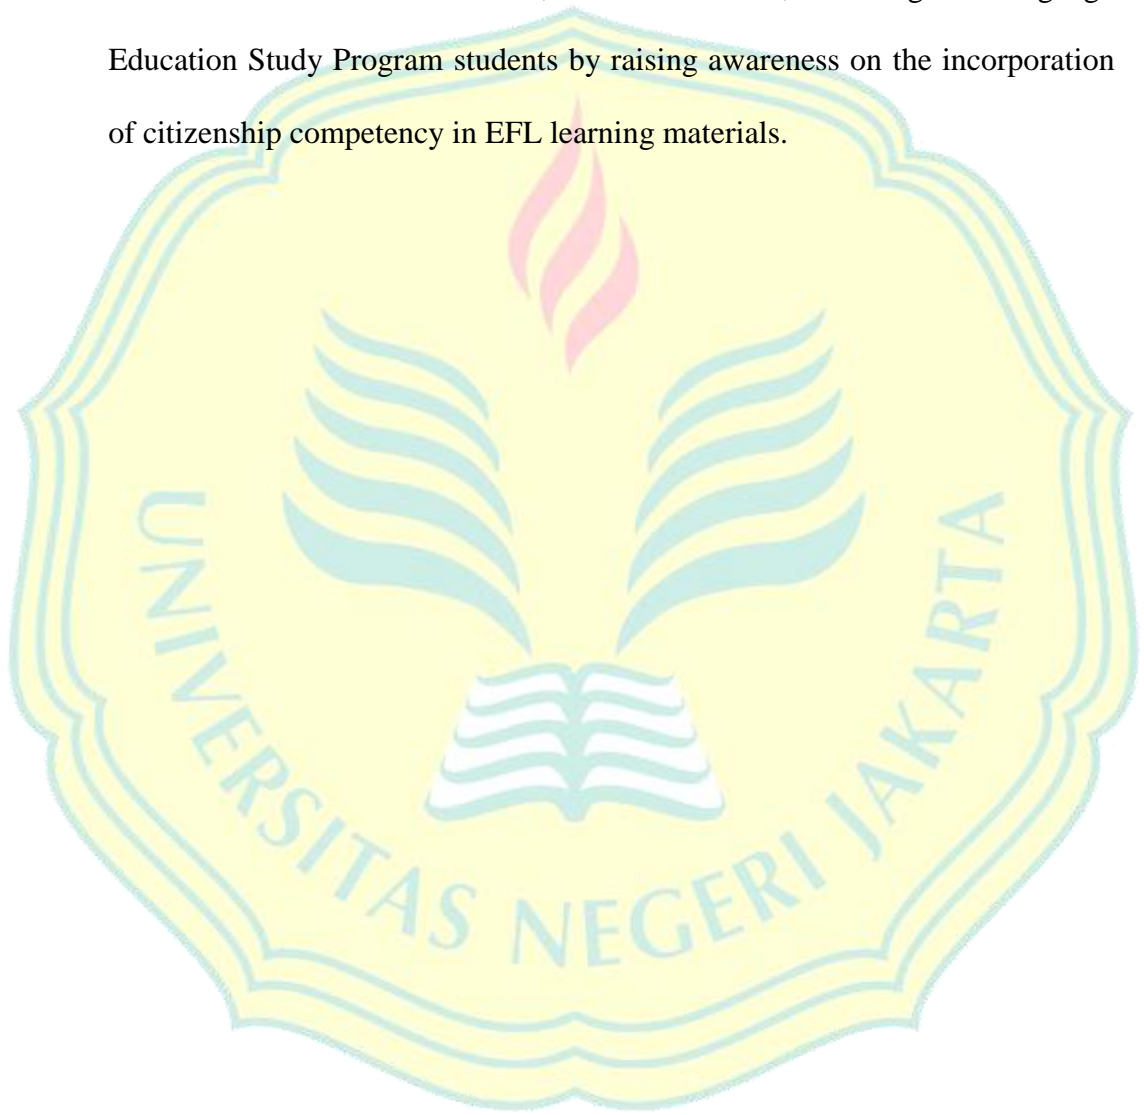 Education Study Program students by raising awareness on the incorporation
of citizenship competency in EFL learning materials.
UNIVERSITAS NEGERI JAKARTA